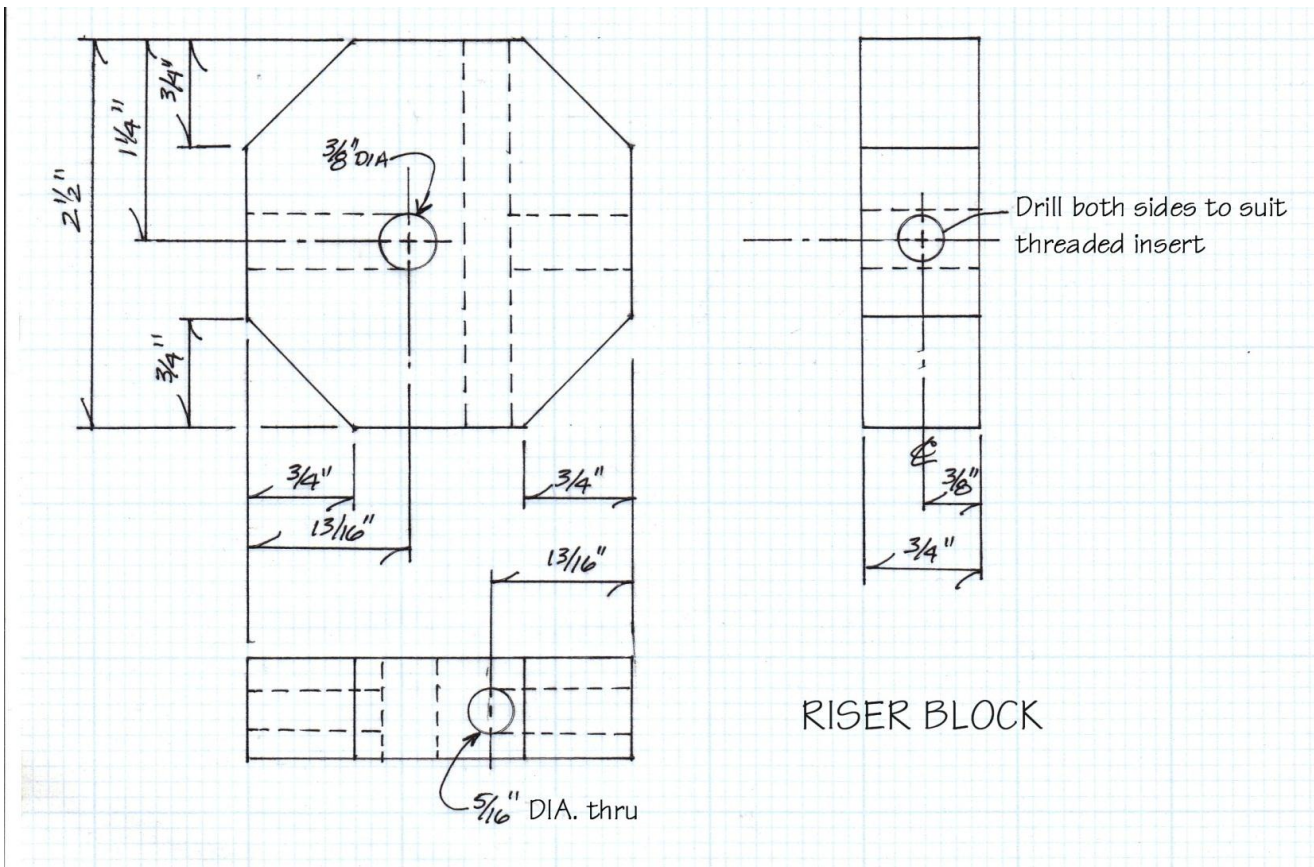 3/4"
1 1/4"
2 1/2"
3/8" DIA
Drill both sides to suit
threaded insert
3/4"
3/4"
3/4"
℄
3/8"
13/16"
3/4"
13/16"
RISER BLOCK
5/16" DIA. thru